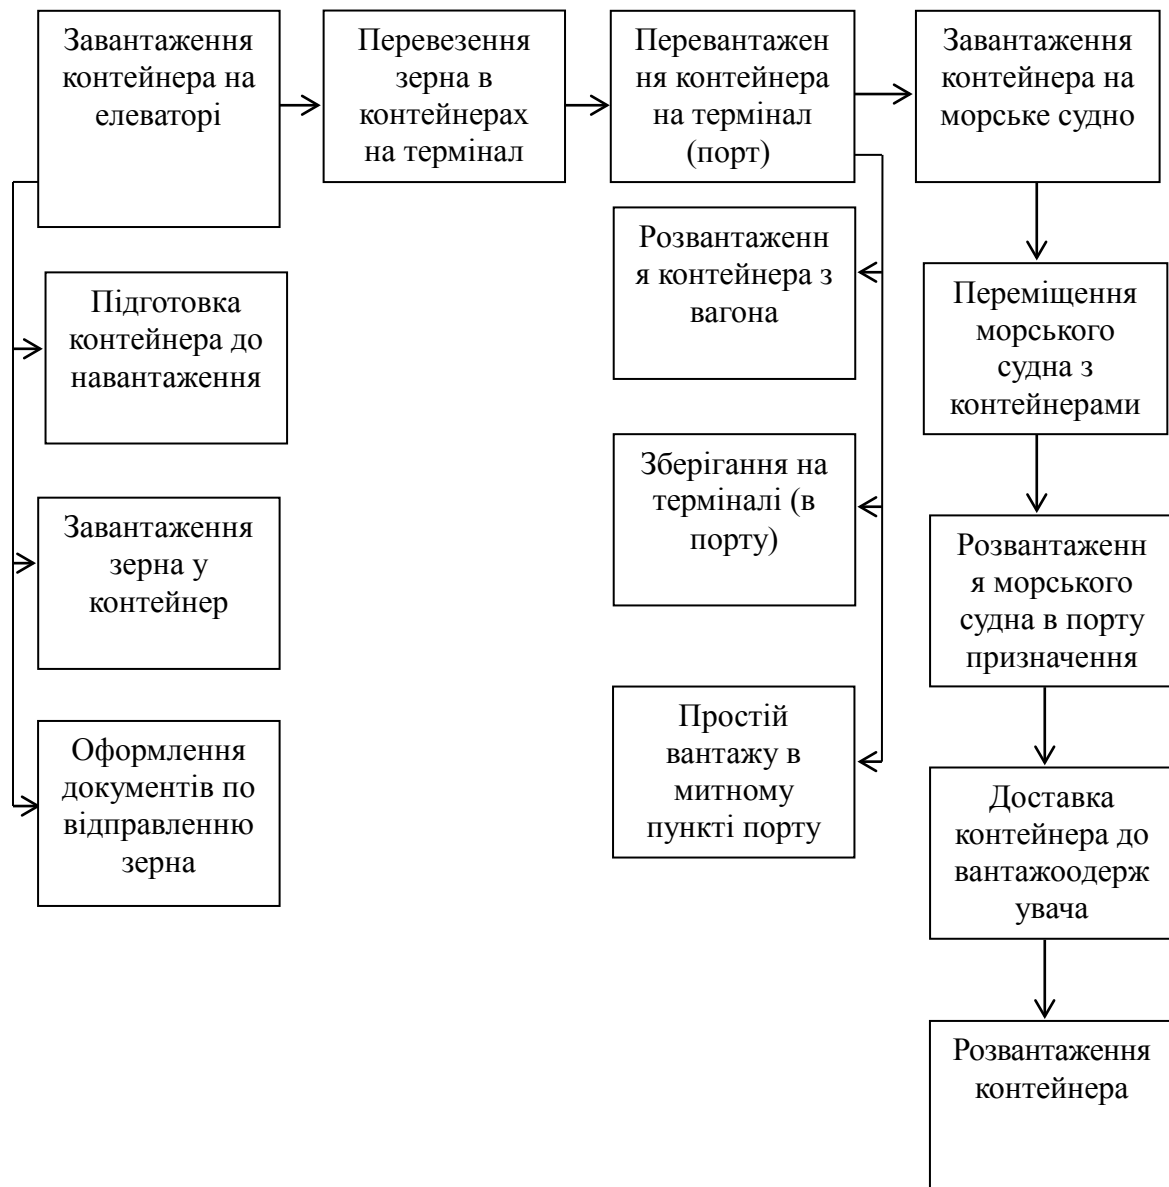 Завантаження
контейнера на
елеваторі
Перевезення
зерна в
контейнерах
на термінал
Перевантажен
ня контейнера
на термінал
(порт)
Завантаження
контейнера на
морське судно
Підготовка
контейнера до
навантаження
Завантаження
зерна у
контейнер
Оформлення
документів по
відправленню
зерна
Розвантаженн
я контейнера з
вагона
Зберігання на
терміналі (в
порту)
Простій
вантажу в
митному
пункті порту
Переміщення
морського
судна з
контейнерами
Розвантаженн
я морського
судна в порту
призначення
Доставка
контейнера до
вантажоодерж
увача
Розвантаження
контейнера